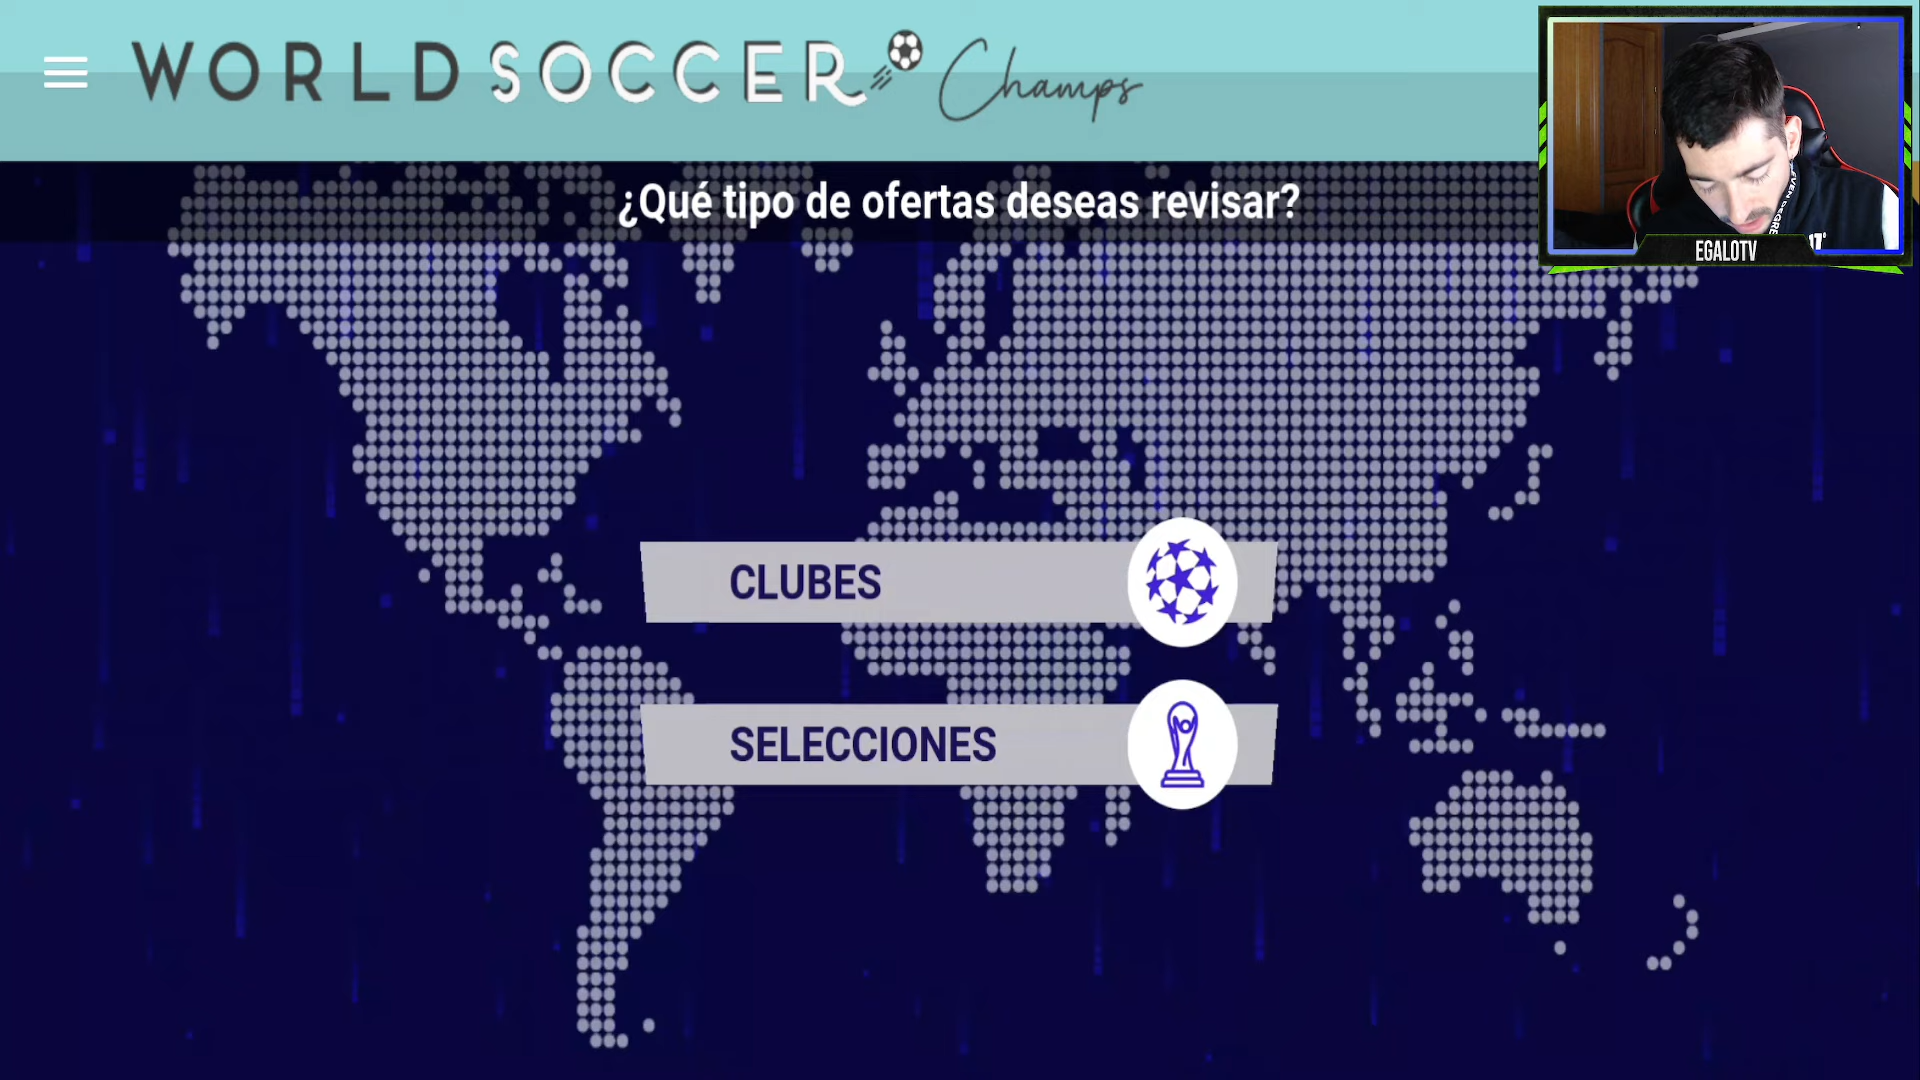 WORLD SOCCER Champs
¿Qué tipo de ofertas deseas revisar?
EGALOTV
CLUBES
SELECCIONES